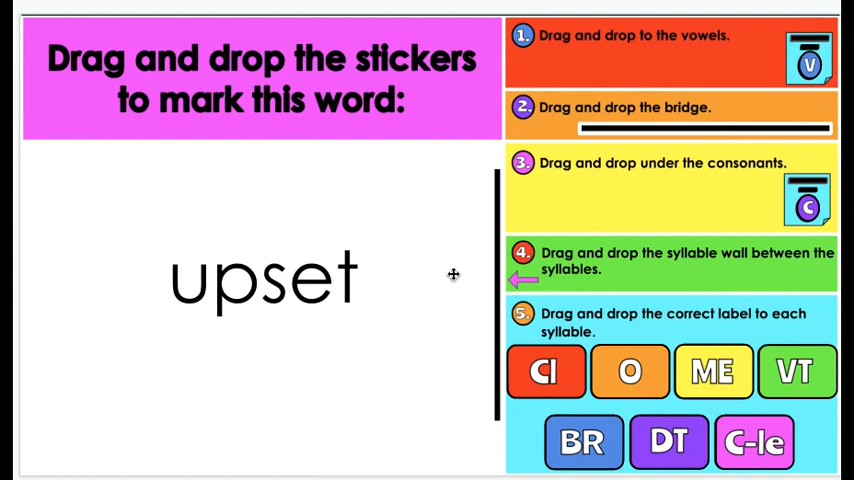 Drag and drop the stickers
to mark this word:
upset
1. Drag and drop to the vowels.
V
2. Drag and drop the bridge.
3. Drag and drop under the consonants.
C
4. Drag and drop the syllable wall between the
syllables.
5. Drag and drop the correct label to each
syllable.
Cl O ME VT
BR DT C-le